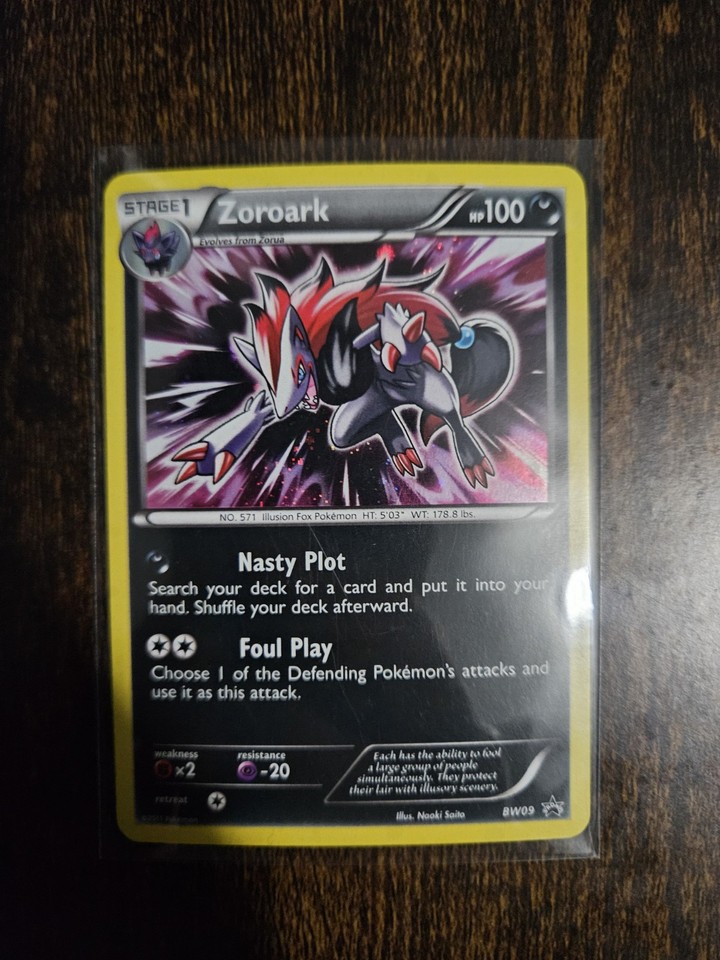 STAGE1 Zoroark HP100
Evolves from Zorua
NO. 571 Illusion Fox Pokémon HT: 5'03" WT: 178.8 lbs.
Nasty Plot
Search your deck for a card and put it into your
hand. Shuffle your deck afterward.
Foul Play
Choose 1 of the Defending Pokémon's attacks and
use it as this attack.
weakness
×2
resistance
-20
retreat
Each has the ability to fool
a large group of people
simultaneously. They protect
their lair with illusory scenery.
©2011 Pokémon
Illus. Naoki Saito
BW09